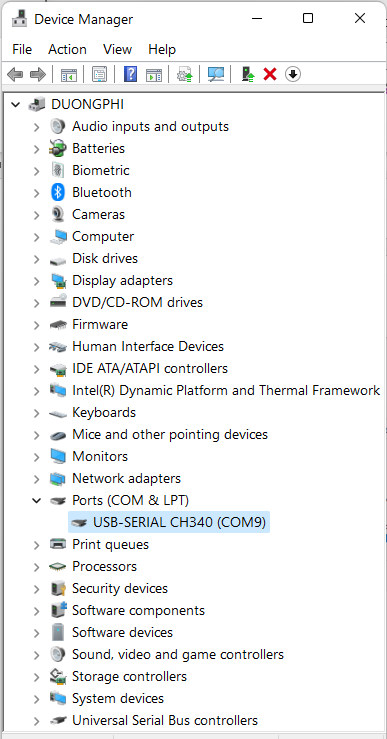 Device Manager
File Action View Help
DUONGPHI
Audio inputs and outputs
Batteries
Biometric
Bluetooth
Cameras
Computer
Disk drives
Display adapters
DVD/CD-ROM drives
Firmware
Human Interface Devices
IDE ATA/ATAPI controllers
Intel(R) Dynamic Platform and Thermal Framework
Keyboards
Mice and other pointing devices
Monitors
Network adapters
Ports (COM & LPT)
USB-SERIAL CH340 (COM9)
Print queues
Processors
Security devices
Software components
Software devices
Sound, video and game controllers
Storage controllers
System devices
Universal Serial Bus controllers